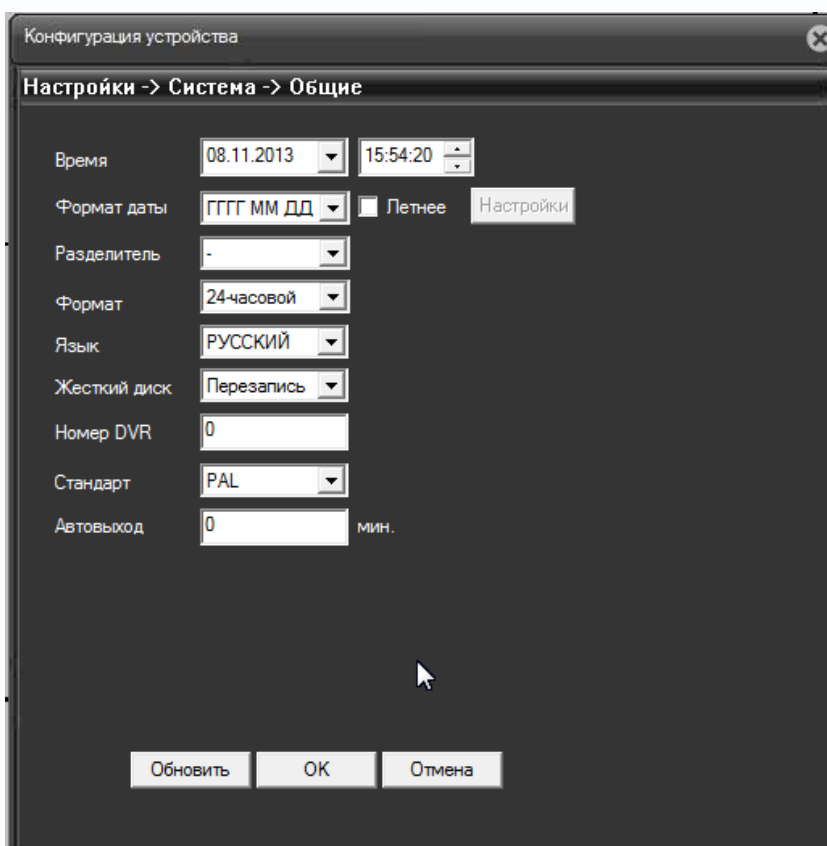 Конфигурация устройства
Настройки -> Система -> Общие
Время 08.11.2013 15:54:20
Формат даты ГГГГ ММ ДД Летнее Настройки
Разделитель -
Формат 24-часовой
Язык РУССКИЙ
Жесткий диск Перезапись
Номер DVR 0
Стандарт PAL
Автовыход 0 мин.
Обновить OK Отмена